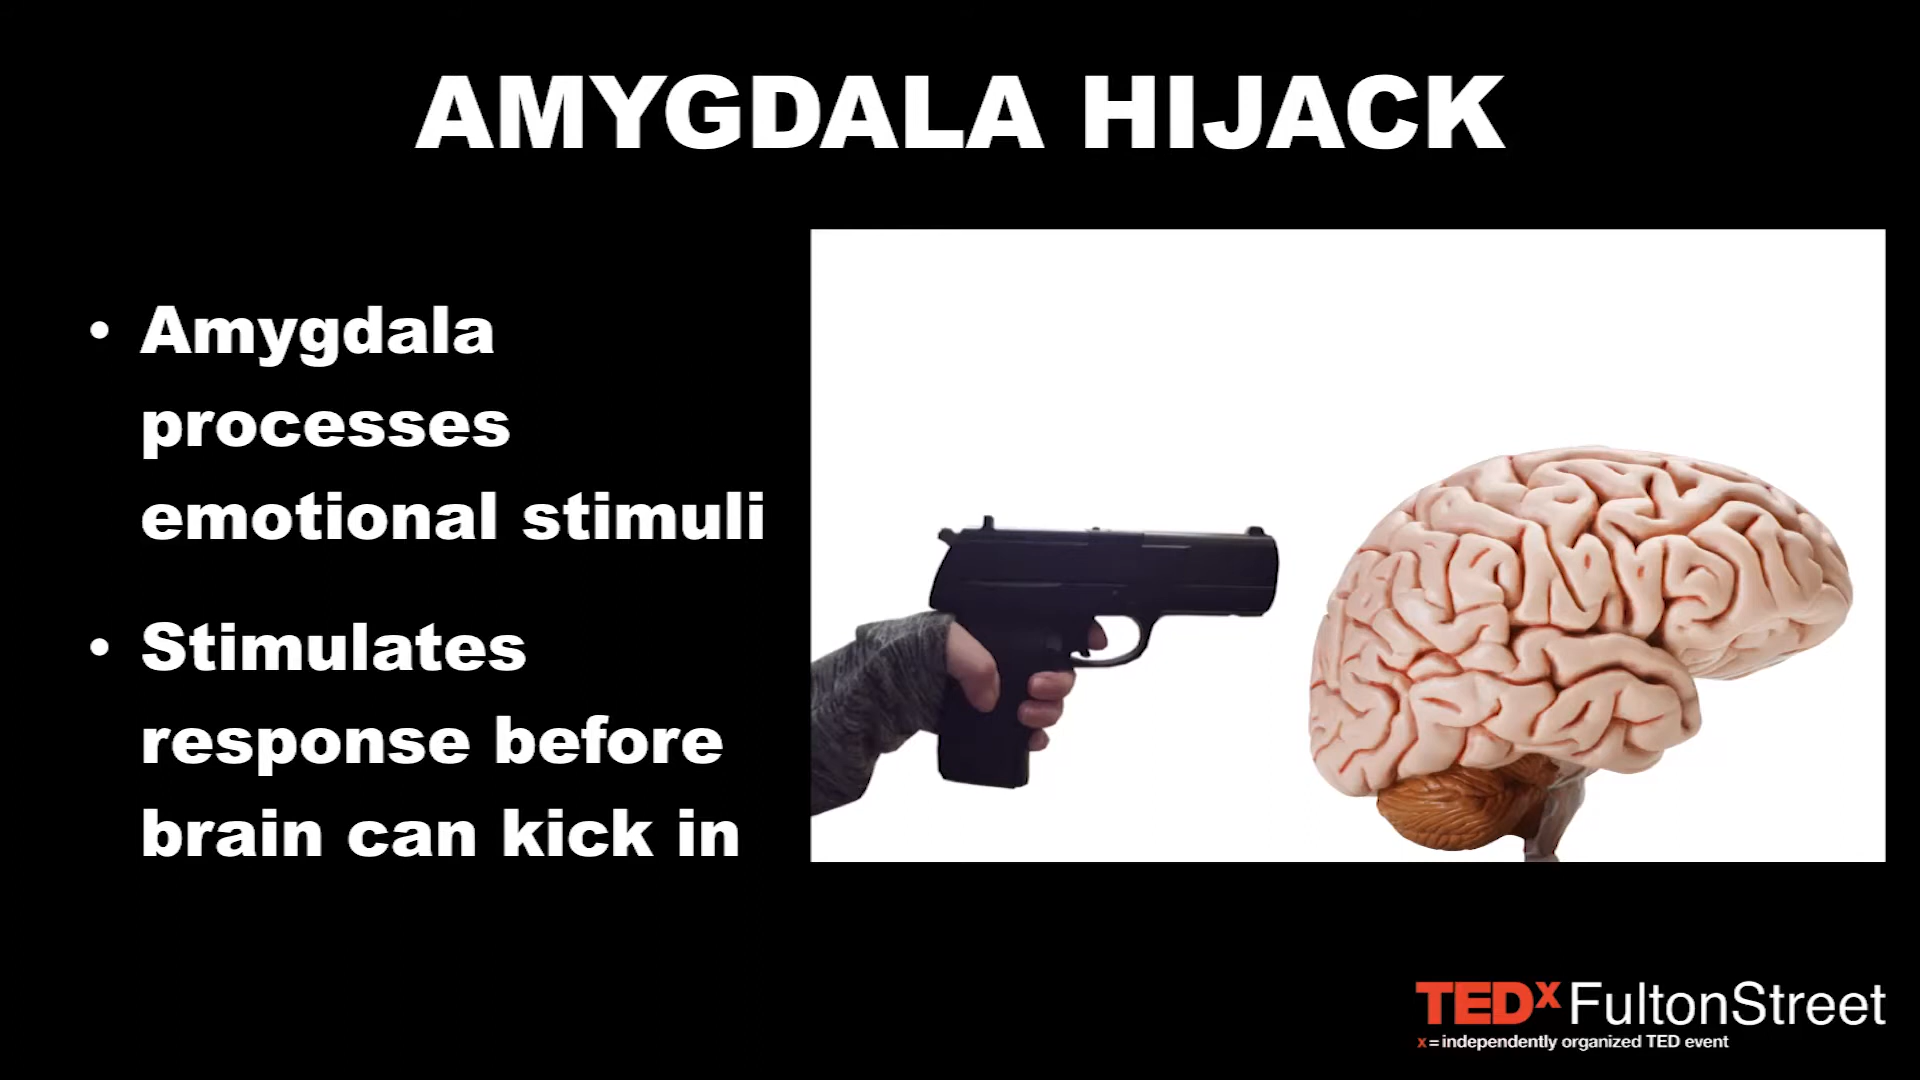 AMYGDALA HIJACK
• Amygdala
processes
emotional stimuli
• Stimulates
response before
brain can kick in
TEDx FultonStreet
x = independently organized TED event